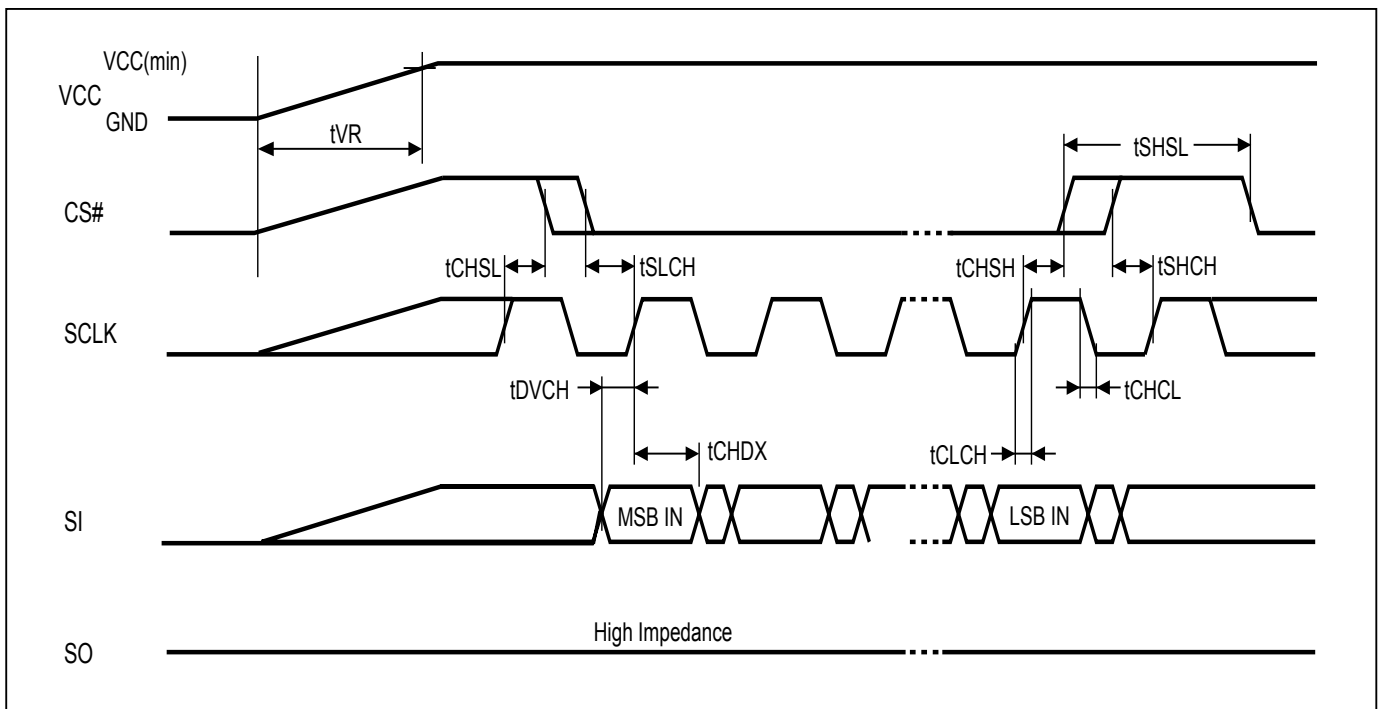 VCC(min)
VCC
GND
tVR
tSHSL
CS#
tCHSL
tSLCH
tCHSH
tSHCH
SCLK
tDVCH
tCHCL
tCHDX
tCLCH
SI
MSB IN
LSB IN
High Impedance
SO